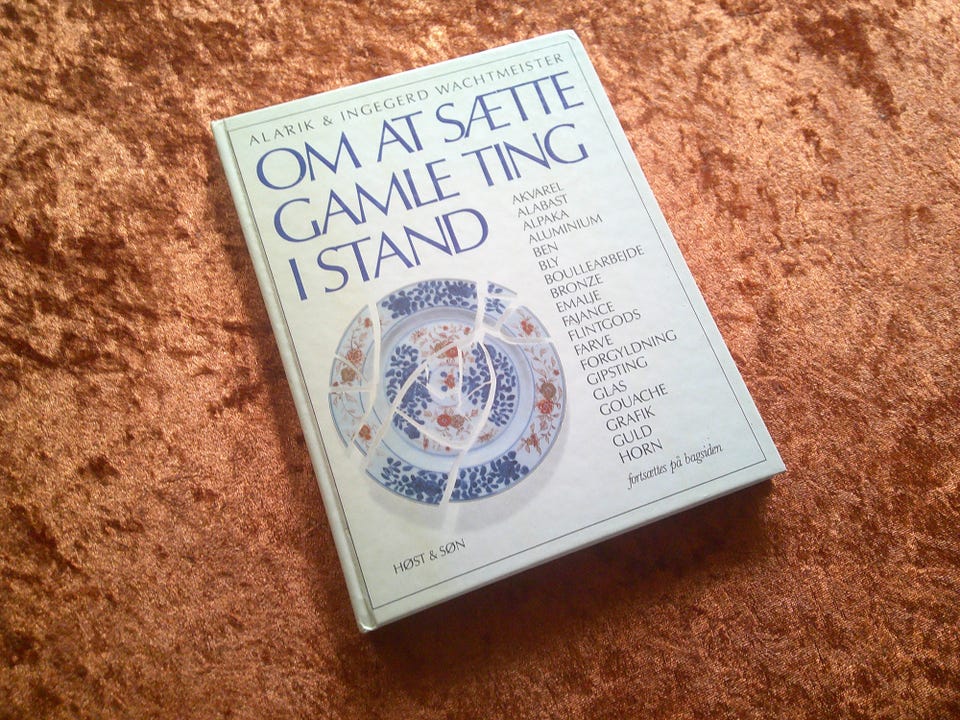 ALARIK & INGEGERD WACHTMEISTER
OM AT SÆTTE
GAMLE TING
I STAND
AKVAREL
ALABAST
ALPAKA
ALUMINIUM
BEN
BLY
BOULLEARBEJDE
BRONZE
EMALJE
FAJANCE
FLINTGODS
FARVE
FORGYLDNING
GIPSTING
GLAS
GOUACHE
GRAFIK
GULD
HORN
fortsættes på bagsiden
HØST & SØN